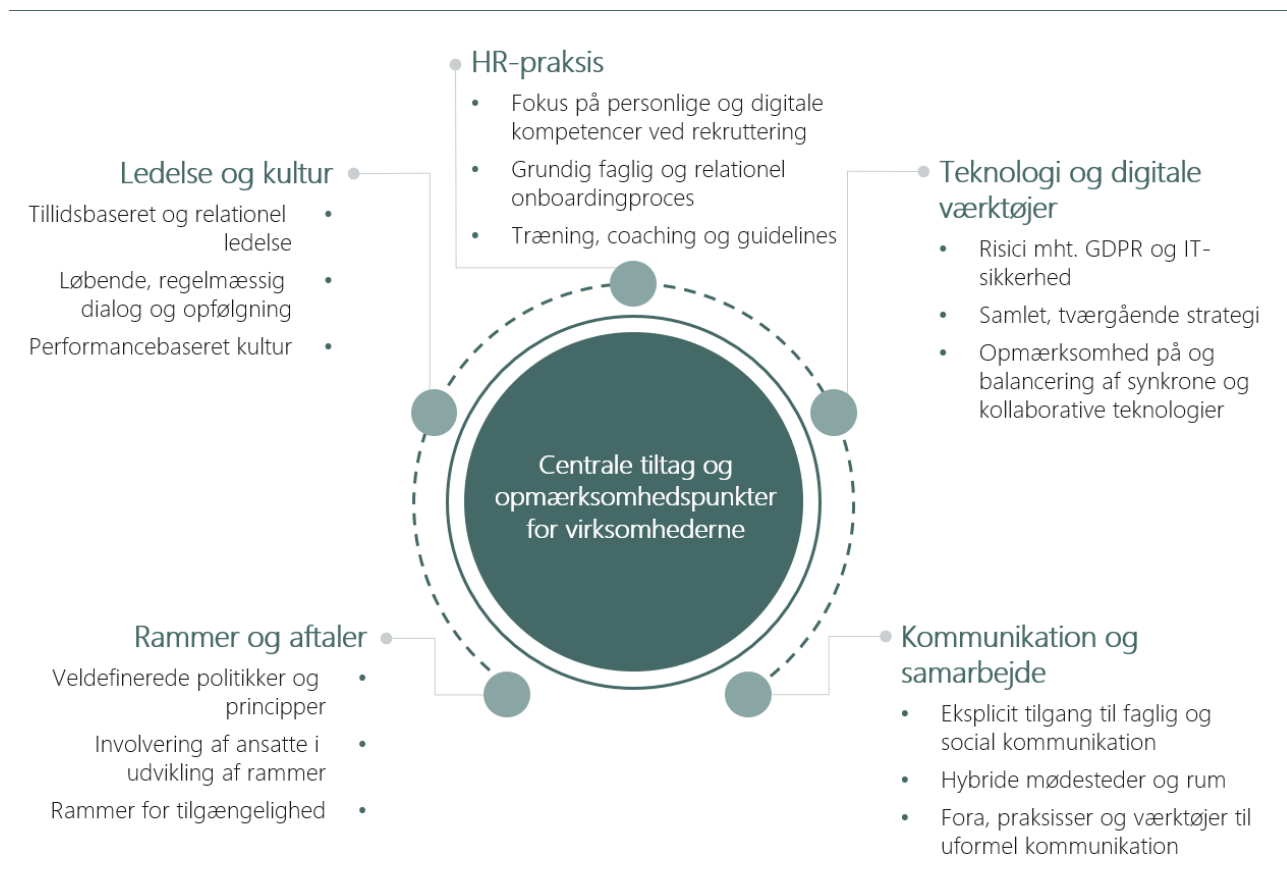 HR-praksis
• Fokus på personlige og digitale
kompetencer ved rekruttering
• Grundig faglig og relationel
onboardingproces
• Træning, coaching og guidelines
Ledelse og kultur
Tillidsbaseret og relationel •
ledelse
Løbende, regelmæssig •
dialog og opfølgning
Performancebaseret kultur •
Teknologi og digitale
værktøjer
• Risici mht. GDPR og IT-
sikkerhed
• Samlet, tværgående strategi
• Opmærksomhed på og
balancering af synkrone og
kollaborative teknologier
Centrale tiltag og
opmærksomhedspunkter
for virksomhederne
Rammer og aftaler
Veldefinerede politikker og •
principper
Involvering af ansatte i •
udvikling af rammer
Rammer for tilgængelighed •
Kommunikation og
samarbejde
• Eksplicit tilgang til faglig og
social kommunikation
• Hybride mødesteder og rum
• Fora, praksisser og værktøjer til
uformel kommunikation